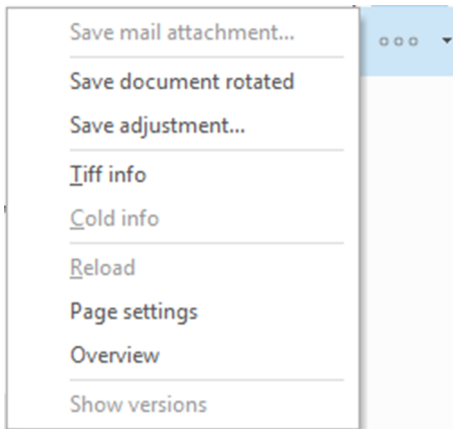 Save mail attachment...
Save document rotated
Save adjustment...
Tiff info
Cold info
Reload
Page settings
Overview
Show versions